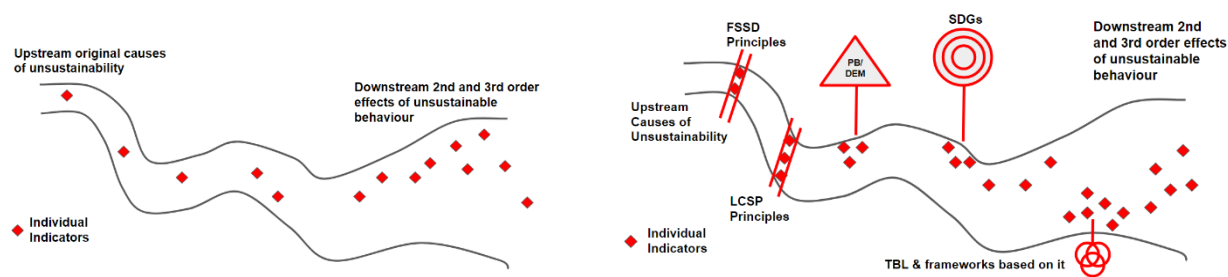 Upstream original causes
of unsustainability
Downstream 2nd and 3rd order
effects of unsustainable
behaviour
Individual
Indicators
FSSD
Principles
PB/
DEM
SDGs
Downstream 2nd
and 3rd order effects
of unsustainable
behaviour
Upstream
Causes of
Unsustainability
LCSP
Principles
Individual
Indicators
TBL & frameworks based on it